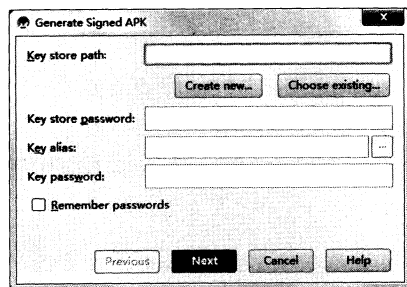 Generate Signed APK
x
Key store path:
Create new... Choose existing...
Key store password:
Key alias:
...
Key password:
Remember passwords
Previous Next Cancel Help